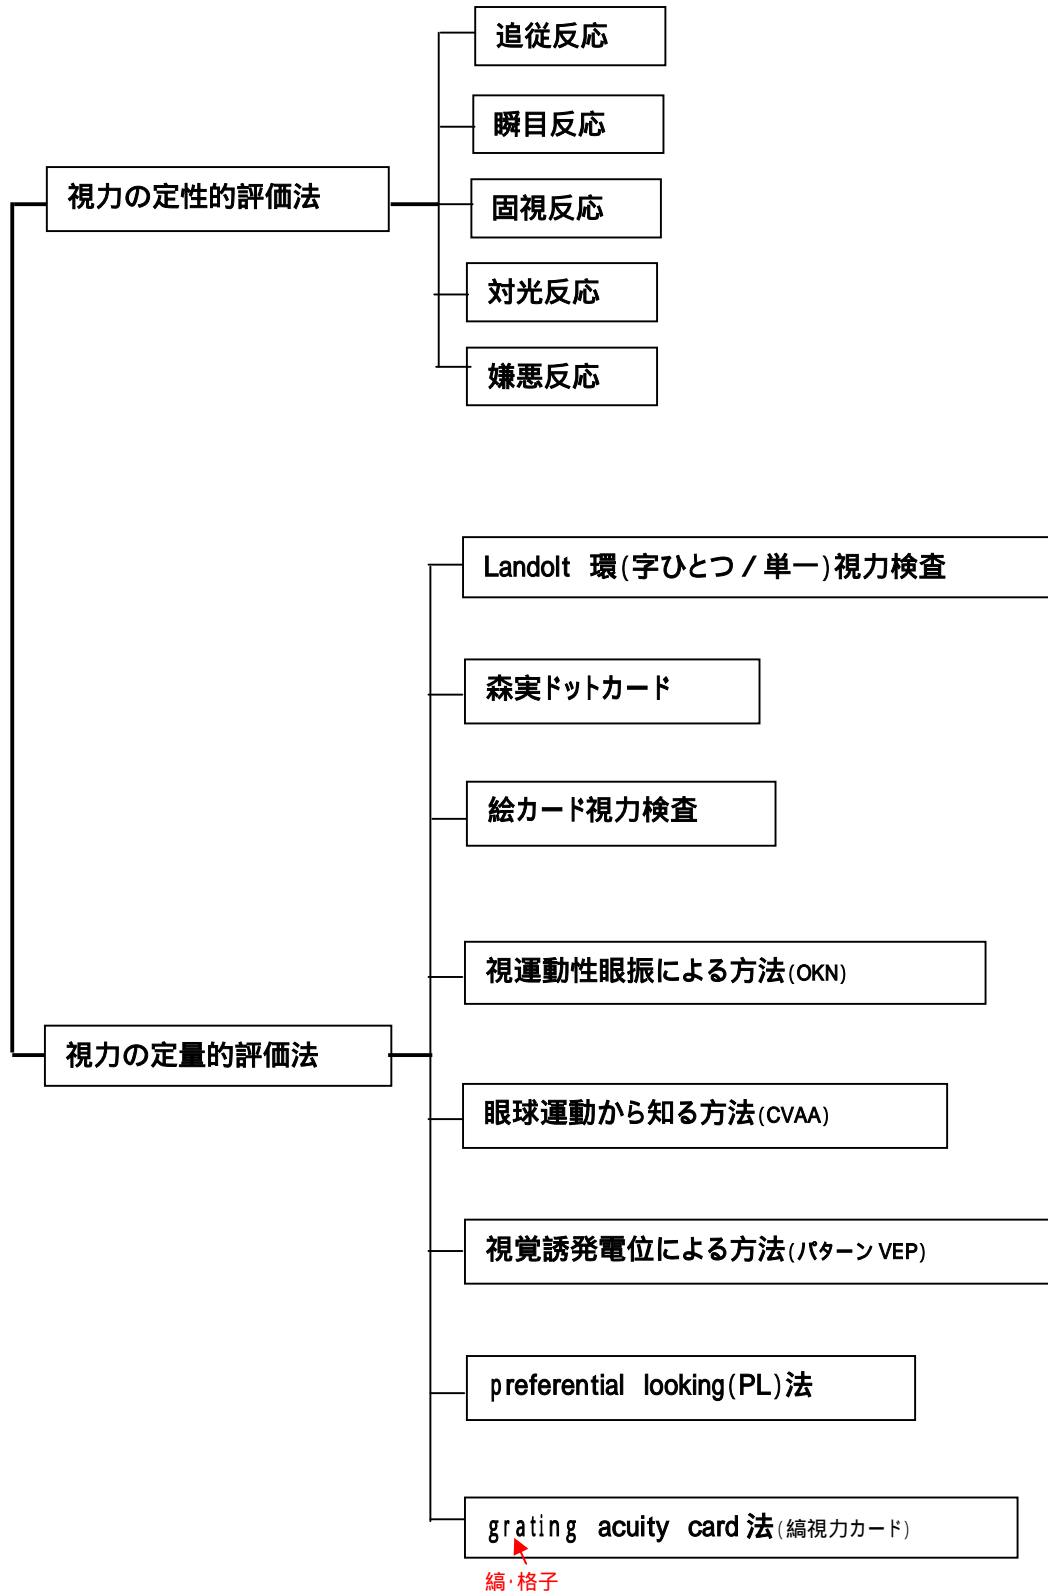 追従反応
瞬目反応
視力の定性的評価法
固視反応
対光反応
嫌悪反応
Landolt 環(字ひとつ/単一)視力検査
森実ドットカード
絵カード視力検査
視運動性眼振による方法(OKN)
視力の定量的評価法
眼球運動から知る方法(CVAA)
視覚誘発電位による方法(パターン VEP)
preferential looking(PL)法
grating acuity card 法(縞視力カード)
縞・格子